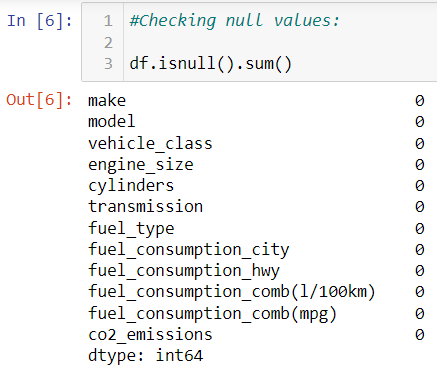 In [6]: 1 #Checking null values:
2
3 df.isnull().sum()
Out[6]: make 0
model 0
vehicle_class 0
engine_size 0
cylinders 0
transmission 0
fuel_type 0
fuel_consumption_city 0
fuel_consumption_hwy 0
fuel_consumption_comb(l/100km) 0
fuel_consumption_comb(mpg) 0
co2_emissions 0
dtype: int64